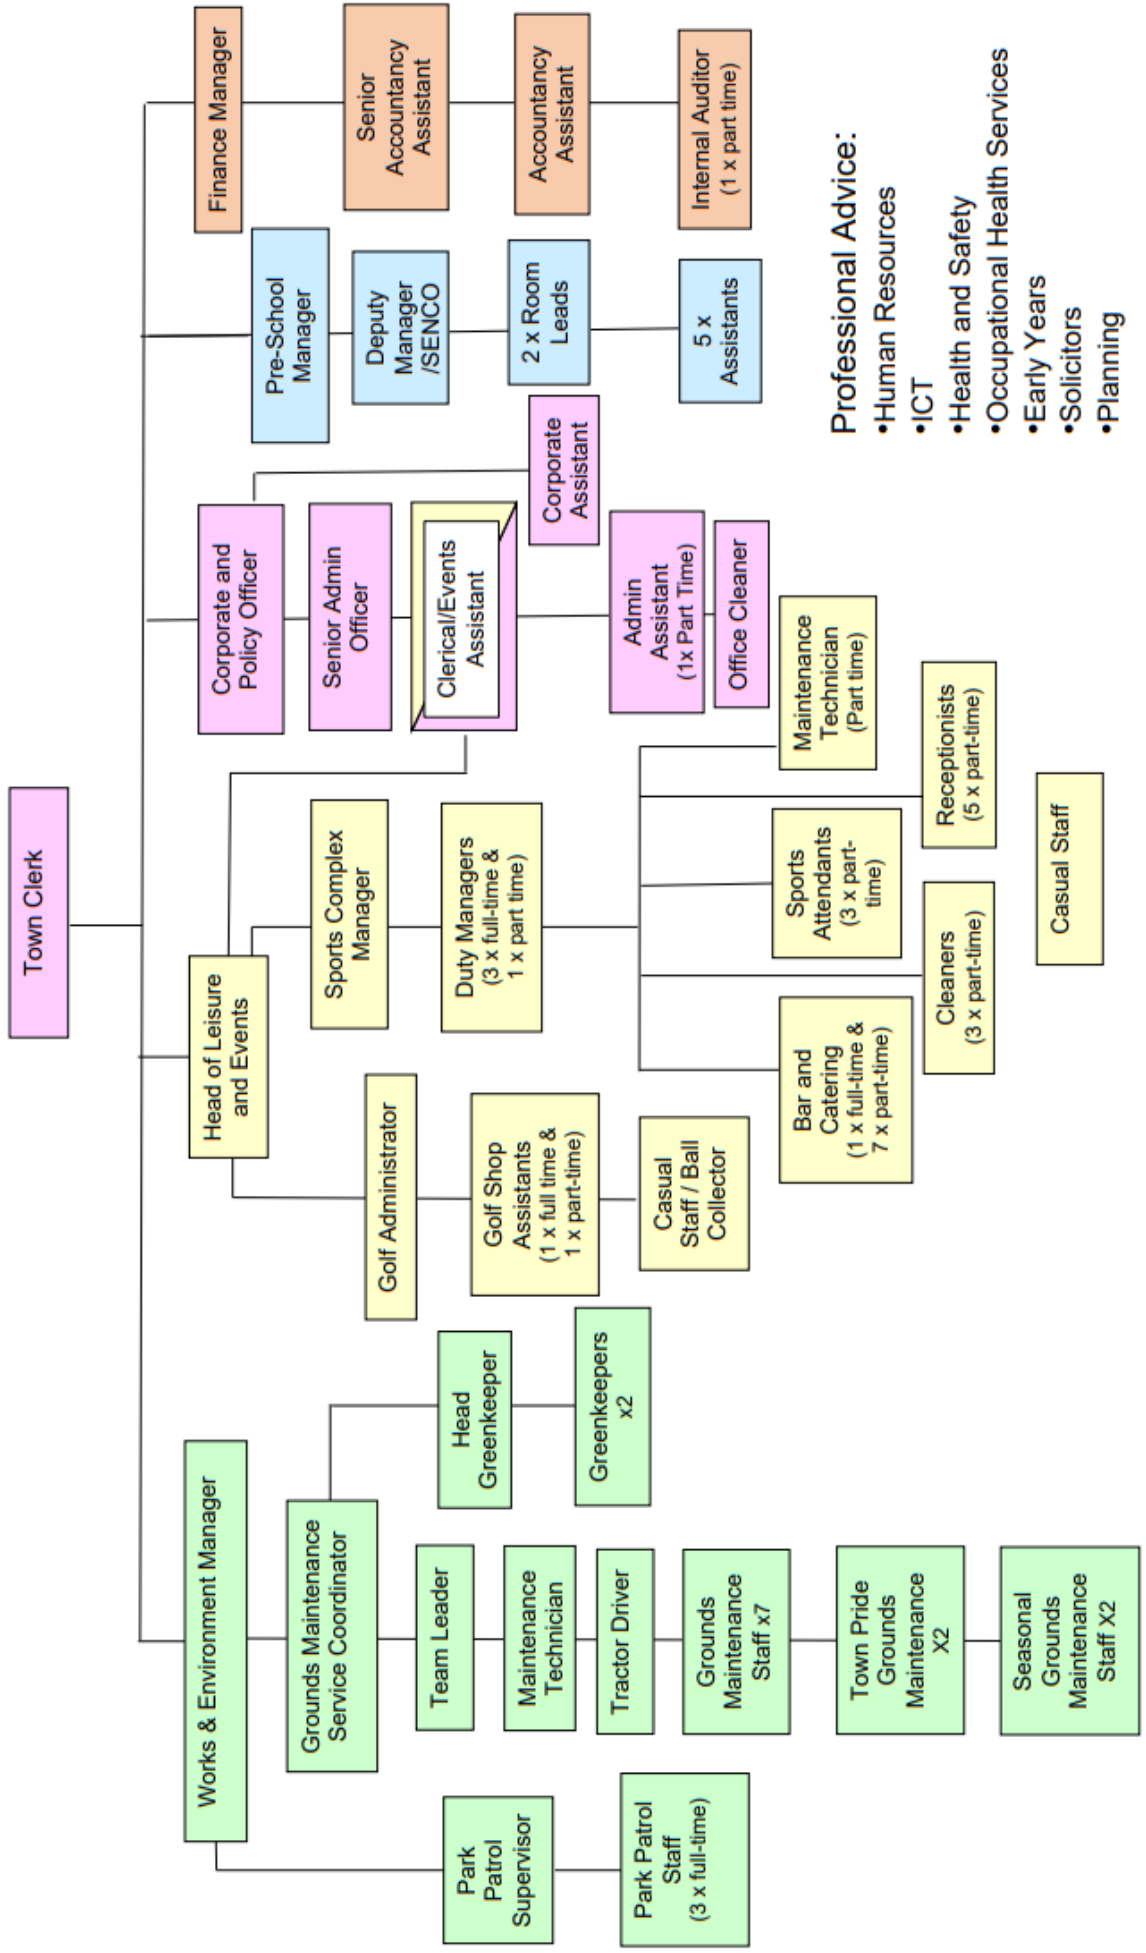 Town Clerk
Works & Environment Manager
Park
Patrol
Supervisor
Park Patrol
Staff
(3 x full-time)
Grounds Maintenance
Service Coordinator
Team Leader
Maintenance
Technician
Tractor Driver
Grounds
Maintenance
Staff x7
Town Pride
Grounds
Maintenance
X2
Seasonal
Grounds
Maintenance
Staff X2
Head
Greenkeeper
Greenkeepers
x2
Head of Leisure
and Events
Golf Administrator
Golf Shop
Assistants
(1 x full time &
1 x part-time)
Casual
Staff / Ball
Collector
Sports Complex
Manager
Duty Managers
(3 x full-time &
1 x part time)
Bar and
Catering
(1 x full-time &
7 x part-time)
Cleaners
(3 x part-time)
Sports
Attendants
(3 x part-
time)
Receptionists
(5 x part-time)
Maintenance
Technician
(Part time)
Casual Staff
Corporate and
Policy Officer
Senior Admin
Officer
Clerical/Events
Assistant
Corporate
Assistant
Admin
Assistant
(1x Part Time)
Office Cleaner
Pre-School
Manager
Deputy
Manager
/SENCO
2 x Room
Leads
5 x
Assistants
Finance Manager
Senior
Accountancy
Assistant
Accountancy
Assistant
Internal Auditor
(1 x part time)
Professional Advice:
•Human Resources
•ICT
•Health and Safety
•Occupational Health Services
•Early Years
•Solicitors
•Planning